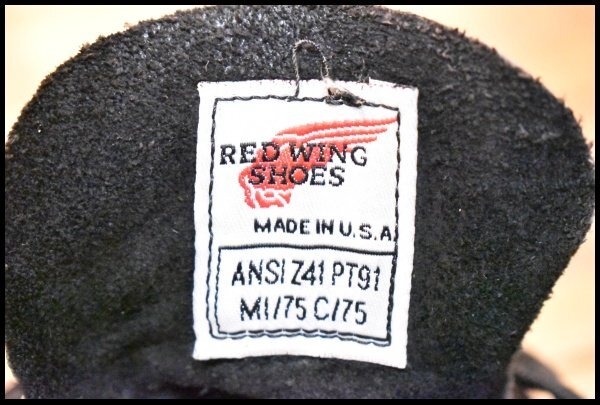 RED WING
SHOES
MADE IN U.S.A
ANSI Z41 PT91
MI/75 C/75